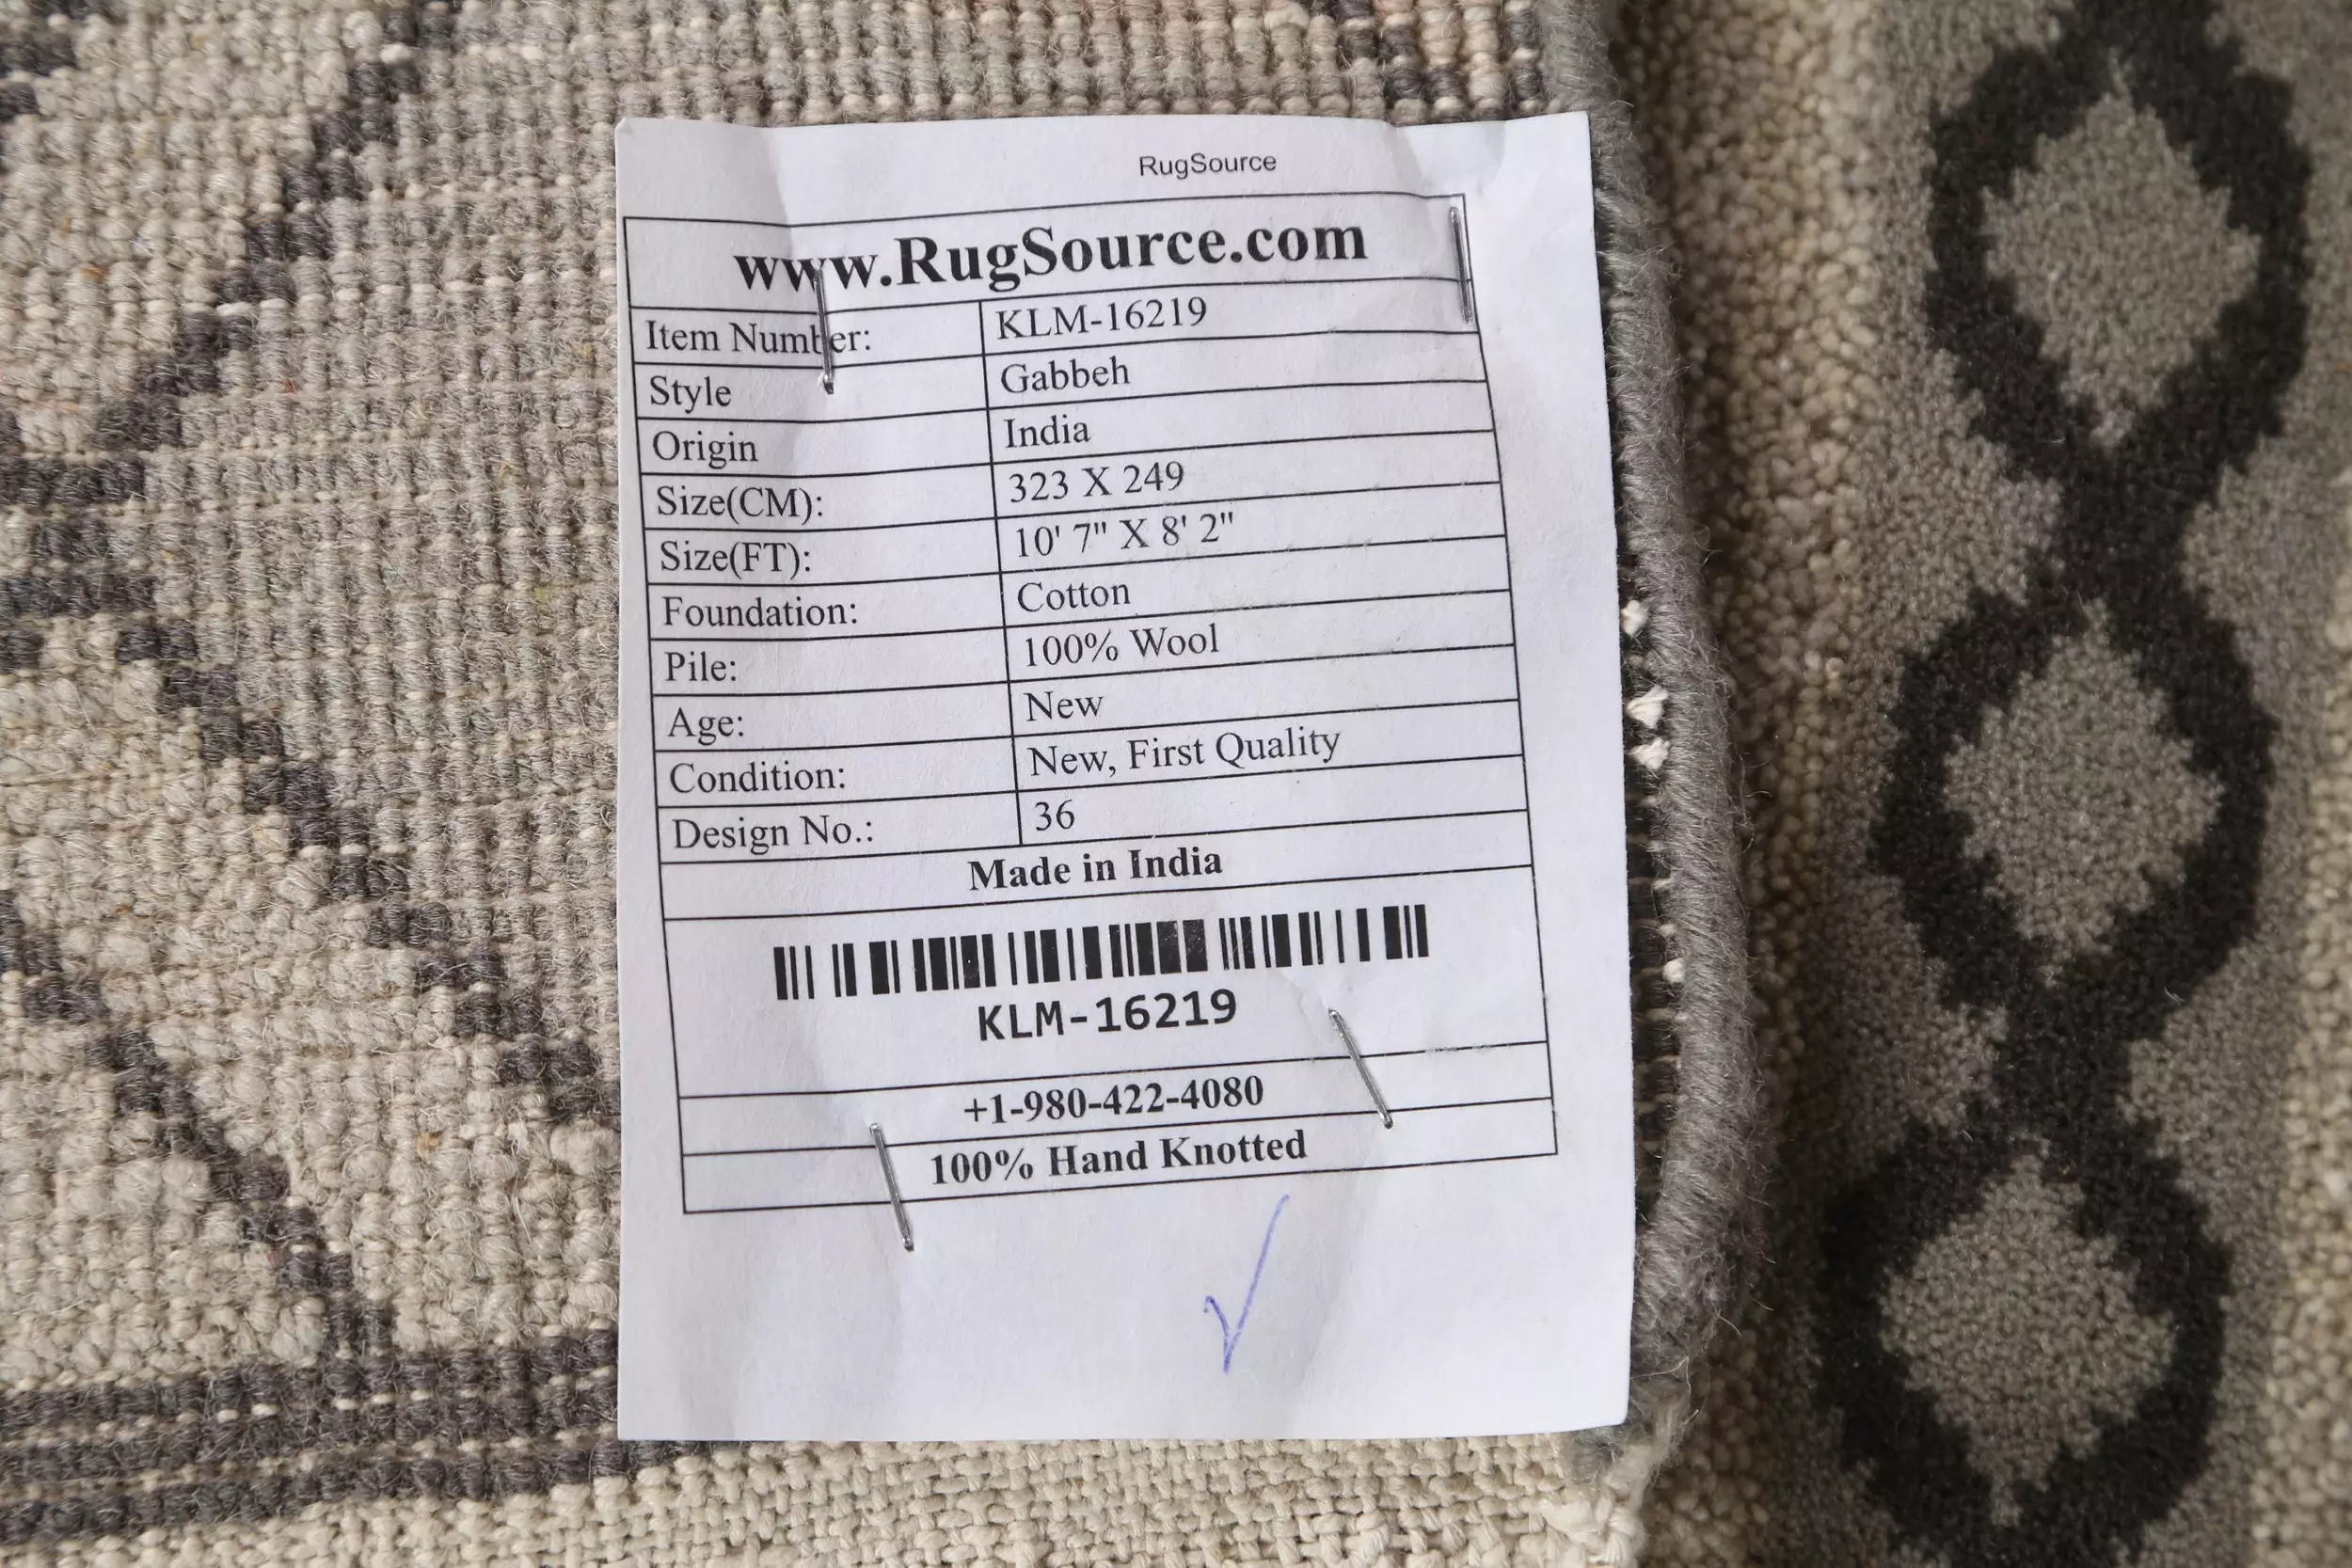 RugSource
www.RugSource.com
Item Number: KLM-16219
Style Gabbeh
Origin India
Size(CM): 323 X 249
Size(FT): 10' 7" X 8' 2"
Foundation: Cotton
Pile: 100% Wool
Age: New
Condition: New, First Quality
Design No.: 36
Made in India
KLM-16219
+1-980-422-4080
100% Hand Knotted